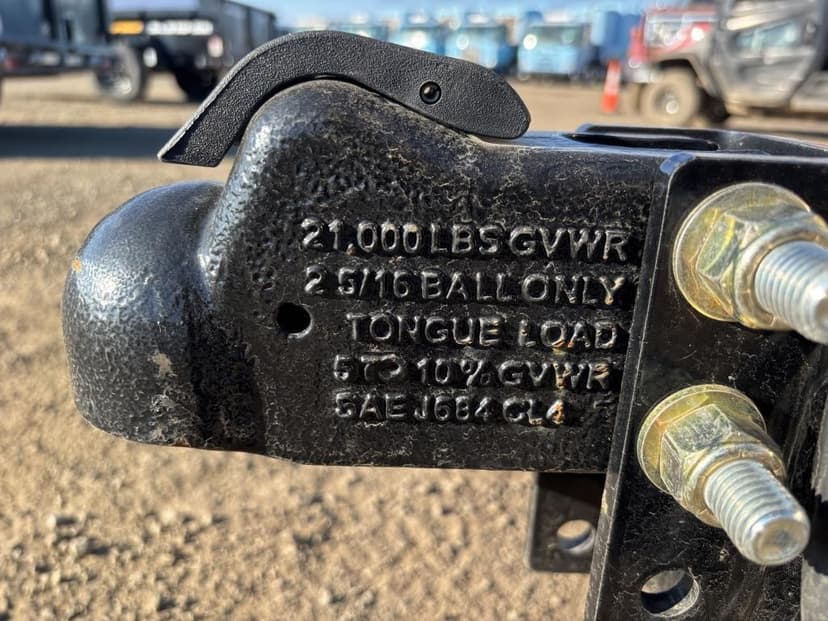 21,000 LBS GVWR
2 5/16 BALL ONLY
TONGUE LOAD
5 TO 10% GVWR
SAE J684 CL4